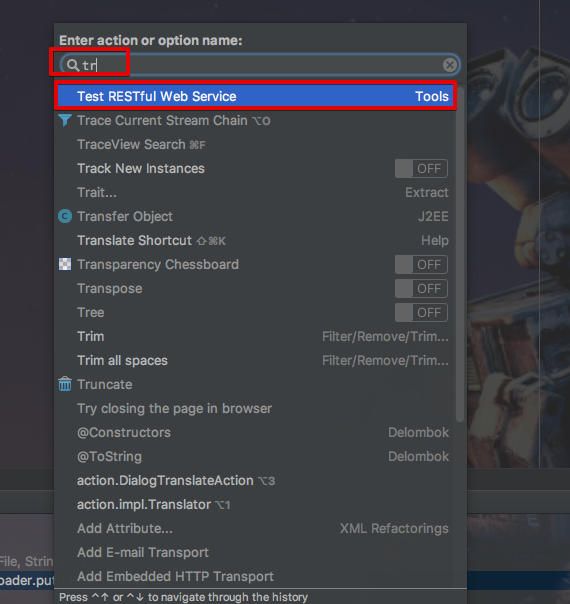 Enter action or option name:
tr
Test RESTful Web Service Tools
Trace Current Stream Chain ⌥O
TraceView Search ⌘F
Track New Instances OFF
Trait... Extract
C Transfer Object J2EE
Translate Shortcut ⇧⌘K Help
Transparency Chessboard OFF
Transpose OFF
Tree OFF
Trim Filter/Remove/Trim...
Trim all spaces Filter/Remove/Trim...
Truncate
Try closing the page in browser
@Constructors Delombok
@ToString Delombok
action.DialogTranslateAction ⌥3
action.impl.Translator ⌥1
Add Attribute... XML Refactorings
Add E-mail Transport
File, Strin
Add Embedded HTTP Transport
oader.put
Press ⌃↑ or ⌃↓ to navigate through the history